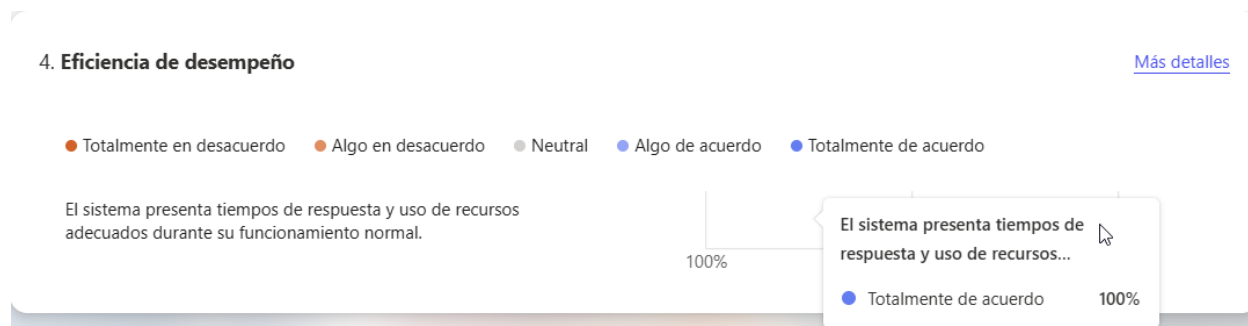 4. Eficiencia de desempeño
Más detalles
Totalmente en desacuerdo Algo en desacuerdo Neutral Algo de acuerdo Totalmente de acuerdo
El sistema presenta tiempos de respuesta y uso de recursos
adecuados durante su funcionamiento normal.
100%
El sistema presenta tiempos de
respuesta y uso de recursos...
Totalmente de acuerdo 100%